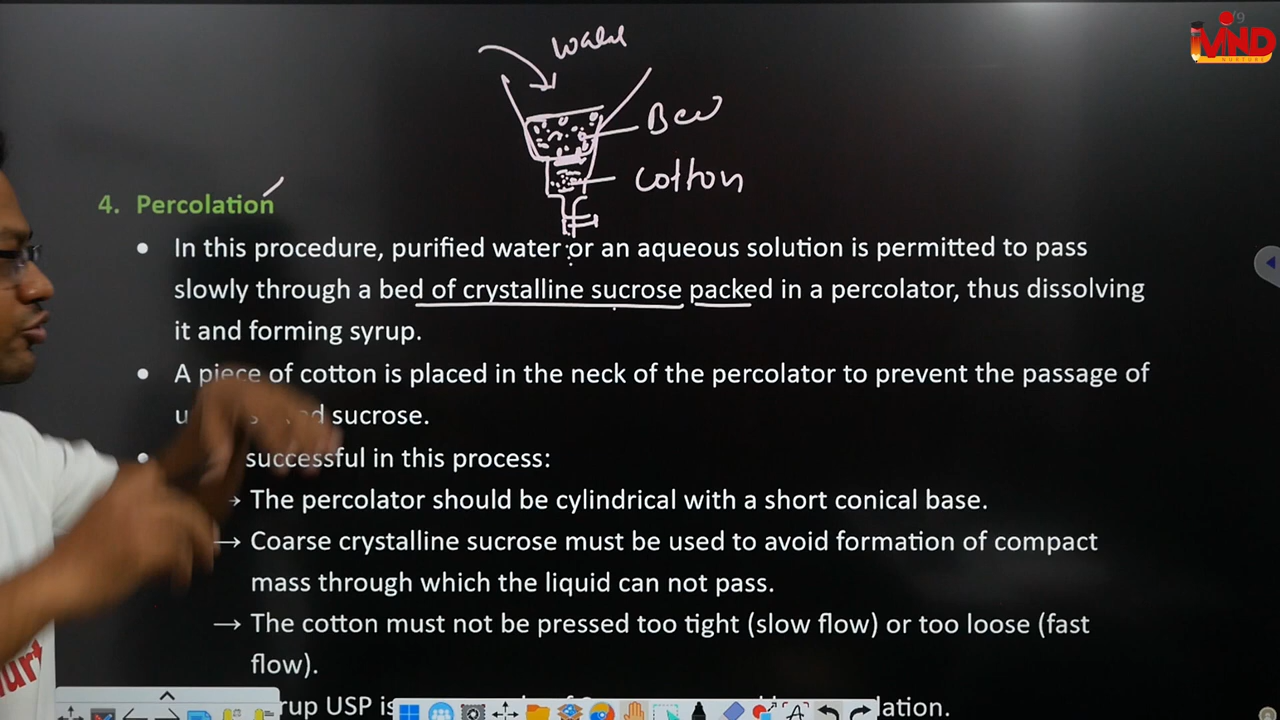 /9
MIND
NURTURE
Water
Bed
Cotton
4. Percolation
• In this procedure, purified water or an aqueous solution is permitted to pass
slowly through a bed of crystalline sucrose packed in a percolator, thus dissolving
it and forming syrup.
• A piece of cotton is placed in the neck of the percolator to prevent the passage of
sucrose.
• successful in this process:
→ The percolator should be cylindrical with a short conical base.
→ Coarse crystalline sucrose must be used to avoid formation of compact
mass through which the liquid can not pass.
→ The cotton must not be pressed too tight (slow flow) or too loose (fast
flow).
USP